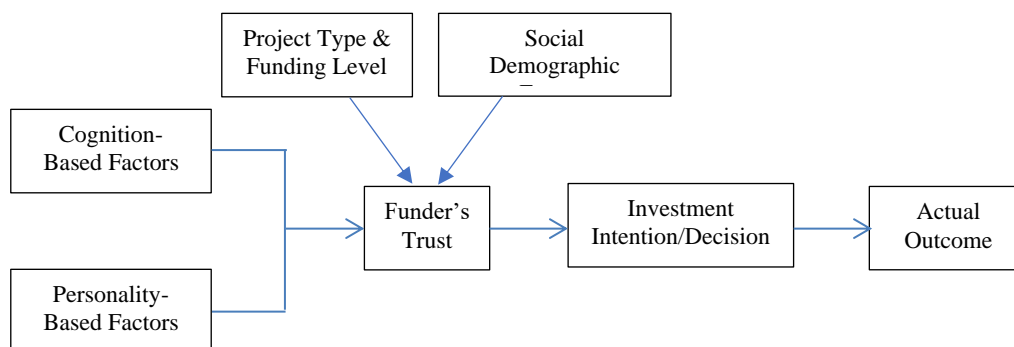 Project Type &
Funding Level
Social
Demographic
Cognition-
Based Factors
Funder’s
Trust
Investment
Intention/Decision
Actual
Outcome
Personality-
Based Factors